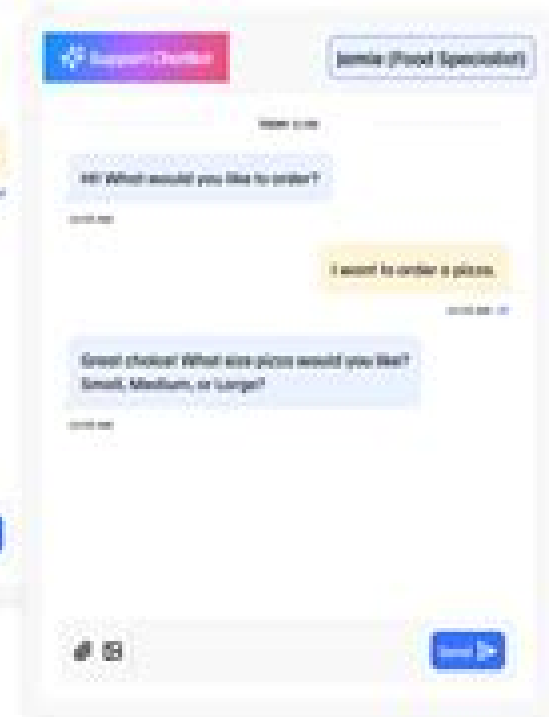 Support ChatBot
Jamie (Food Specialist)
Hi! What would you like to order?
I want to order a pizza.
Great choice! What size pizza would you like?
Small, Medium, or Large?
Send